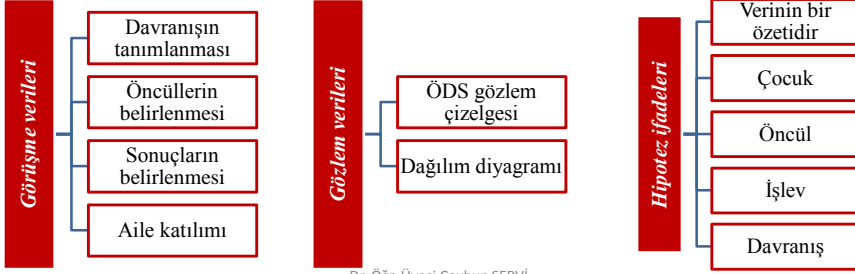 Görüşme verileri
Davranışın
tanımlanması
Öncüllerin
belirlenmesi
Sonuçların
belirlenmesi
Aile katılımı
Gözlem verileri
ÖDS gözlem
çizelgesi
Dağılım diyagramı
Hipotez ifadeleri
Verinin bir
özetidir
Çocuk
Öncül
İşlev
Davranış